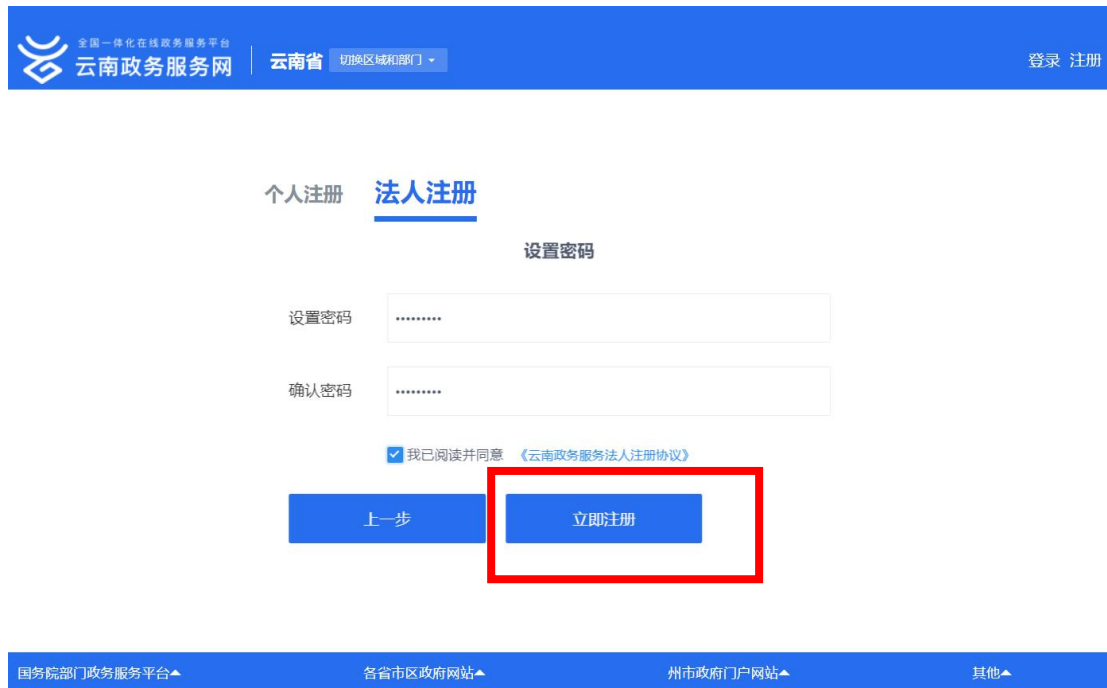 全国一体化在线政务服务平台
云南政务服务网 云南省 切换区域和部门 登录 注册
个人注册 法人注册
设置密码
设置密码 •••••••••
确认密码 •••••••••
我已阅读并同意 《云南政务服务法人注册协议》
上一步 立即注册
国务院部门政务服务平台 各省市区政府网站 州市政府门户网站 其他